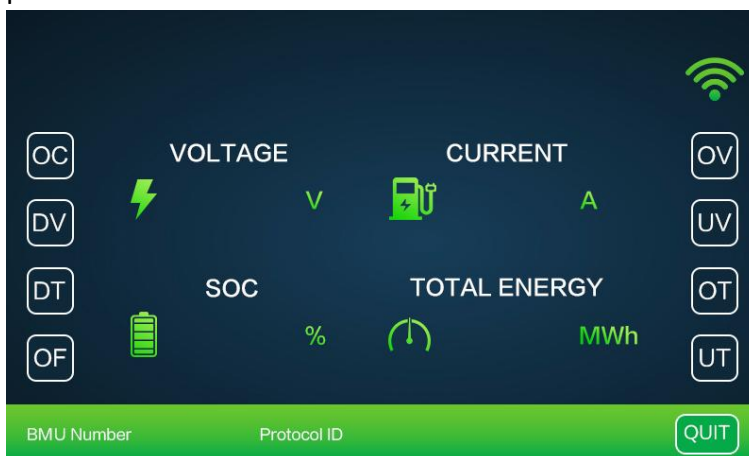 OC
VOLTAGE
CURRENT
OV
V
A
DV
UV
DT
SOC
TOTAL ENERGY
OT
%
MWh
OF
UT
BMU Number
Protocol ID
QUIT